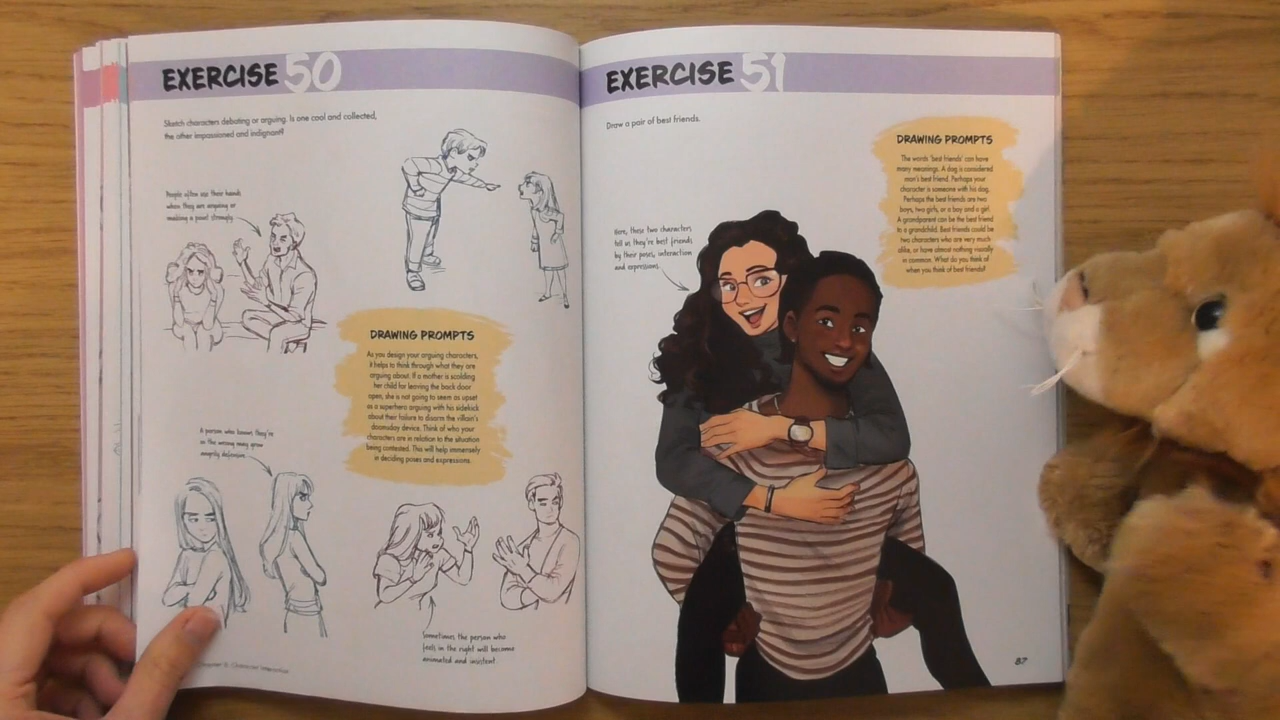 EXERCISE 50
Sketch characters debating or arguing. Is one cool and collected,
the other impassioned and indignant?
People often use their hands
when they are arguing or
making a point strongly.
DRAWING PROMPTS
As you design your arguing characters,
it helps to think through what they are
arguing about. If a mother is scolding
her child for leaving the back door
open, she is not going to seem as upset
as a superhero arguing with his sidekick
about their failure to disarm the villain's
doomsday device. Think of who your
characters are in relation to the situation
being contested. This will help immensely
in deciding poses and expressions.
A person who knows they're
in the wrong may grow
angrily defensive.
Sometimes the person who
feels in the right will become
animated and insistent.
Character Interaction
EXERCISE 51
Draw a pair of best friends.
DRAWING PROMPTS
The words 'best friends' can have
many meanings. A dog is considered
man's best friend. Perhaps your
character is someone with his dog.
Perhaps the best friends are two
boys, two girls, or a boy and a girl.
A grandparent can be the best friend
to a grandchild. Best friends could be
two characters who are very much
alike, or have almost nothing visually
in common. What do you think of
when you think of best friends?
Here, these two characters
tell us they're best friends
by their poses, interaction
and expressions.
87